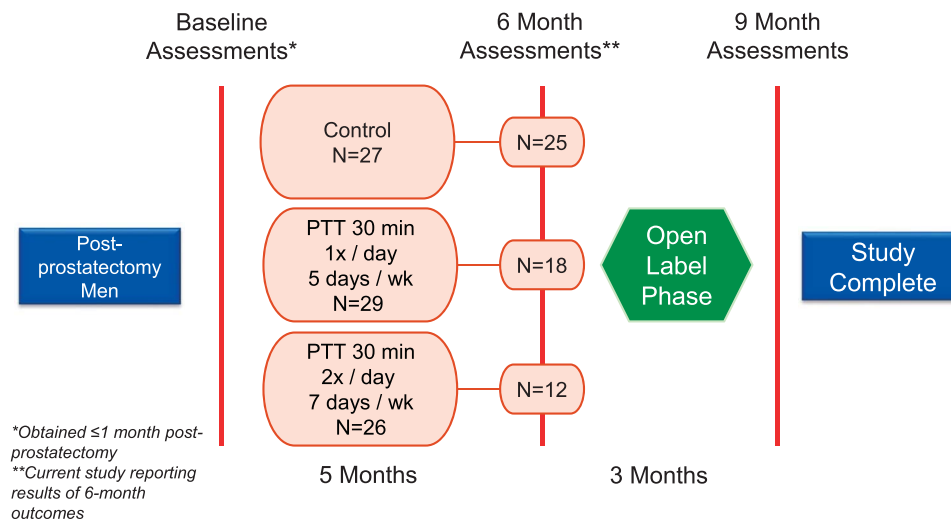 Baseline
Assessments*
6 Month
Assessments**
9 Month
Assessments
Control
N=27
N=25
Post-
prostatectomy
Men
PTT 30 min
1x / day
5 days / wk
N=29
N=18
Open
Label
Phase
Study
Complete
PTT 30 min
2x / day
7 days / wk
N=26
N=12
*Obtained ≤1 month post-
prostatectomy
**Current study reporting
results of 6-month
outcomes
5 Months
3 Months